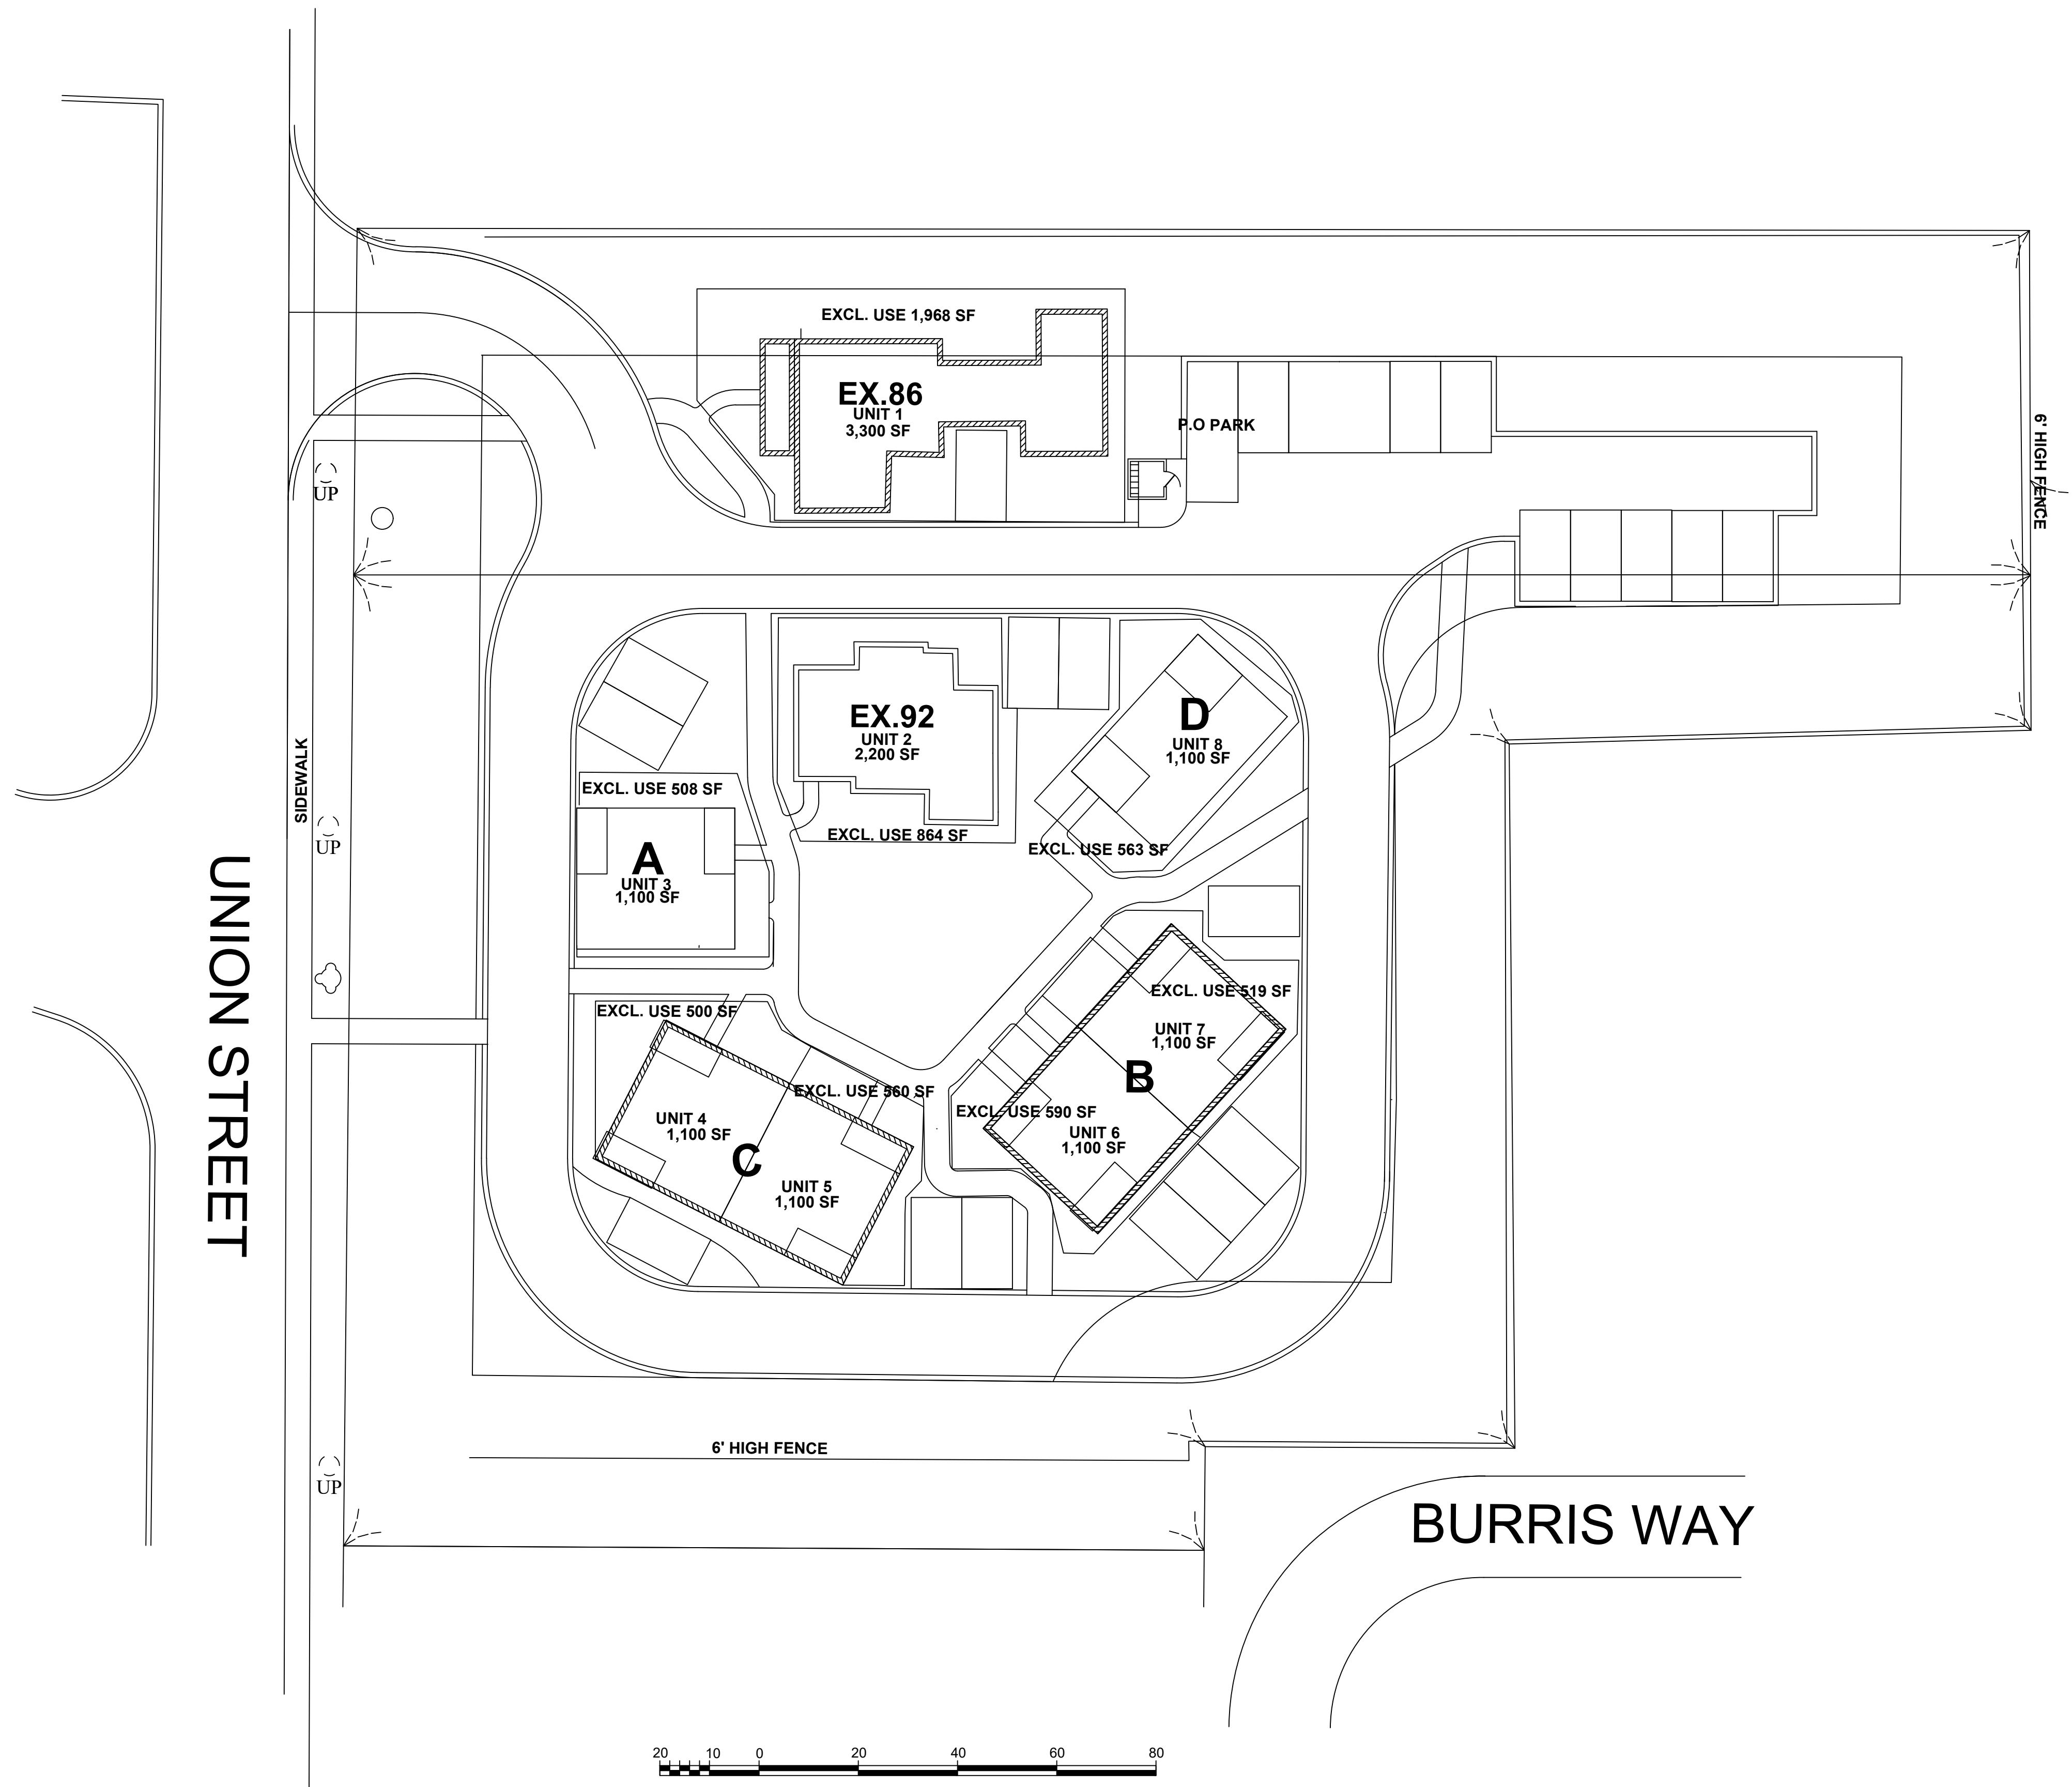 EXCL. USE 1,968 SF
EX.86
UNIT 1
3,300 SF
P.O PARK
6' HIGH FENCE
UP
EX.92
UNIT 2
2,200 SF
D
UNIT 8
1,100 SF
SIDEWALK
EXCL. USE 508 SF
EXCL. USE 864 SF
EXCL. USE 563 SF
UP
A
UNIT 3
1,100 SF
UNION STREET
EXCL. USE 500 SF
EXCL. USE 519 SF
UNIT 7
1,100 SF
B
EXCL. USE 560 SF
EXCL. USE 590 SF
UNIT 4
1,100 SF
UNIT 6
1,100 SF
C
UNIT 5
1,100 SF
6' HIGH FENCE
UP
BURRIS WAY
20 10 0 20 40 60 80